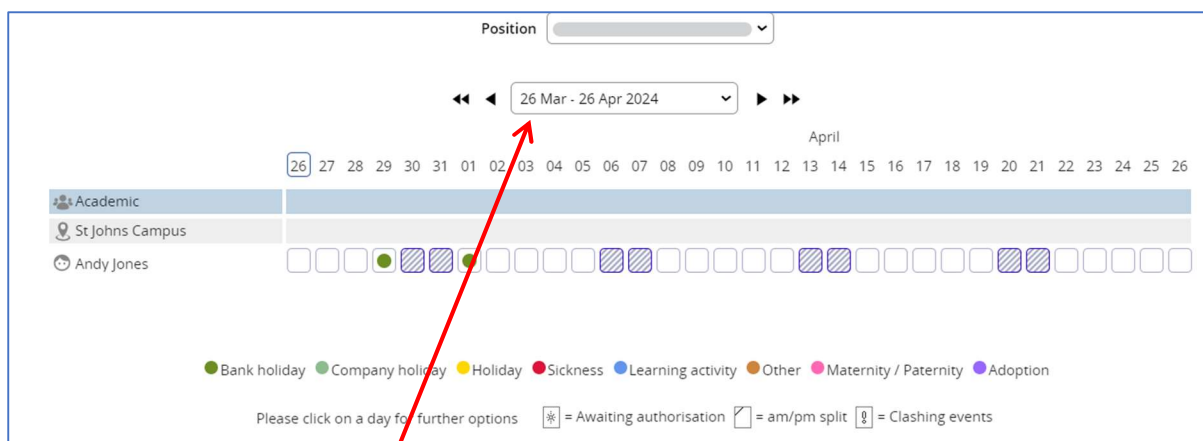 Position
26 Mar - 26 Apr 2024
April
26 27 28 29 30 31 01 02 03 04 05 06 07 08 09 10 11 12 13 14 15 16 17 18 19 20 21 22 23 24 25 26
Academic
St Johns Campus
Andy Jones
Bank holiday Company holiday Holiday Sickness Learning activity Other Maternity / Paternity Adoption
Please click on a day for further options = Awaiting authorisation = am/pm split = Clashing events